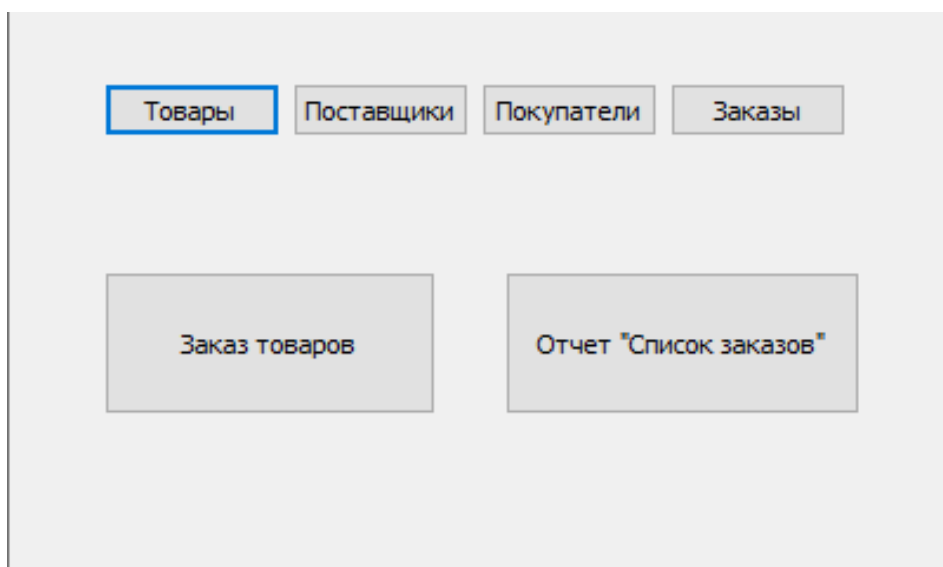 Товары Поставщики Покупатели Заказы
Заказ товаров Отчет "Список заказов"